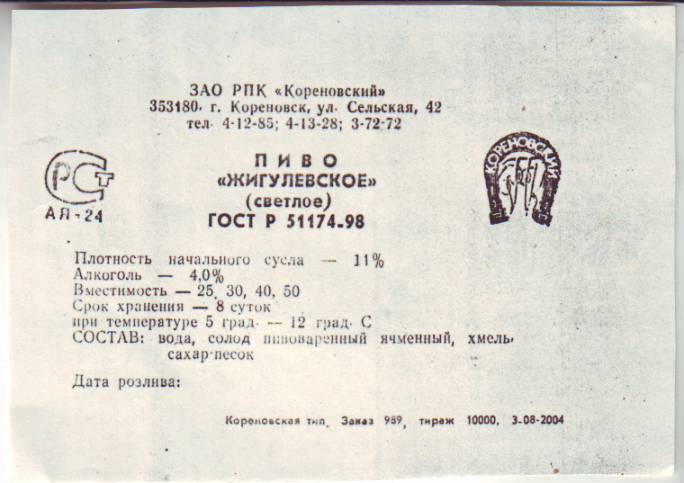 ЗАО РПК «Кореновский»
353180. г. Кореновск, ул. Сельская, 42
тел. 4-12-85; 4-13-28; 3-72-72
КОРЕНОВСКИЙ
РСТ
АЯ-24
ПИВО
«ЖИГУЛЕВСКОЕ»
(светлое)
ГОСТ Р 51174-98
Плотность начального сусла — 11%
Алкоголь — 4,0%
Вместимость — 25, 30, 40, 50
Срок хранения — 8 суток
при температуре 5 град. — 12 град. С
СОСТАВ: вода, солод пивоваренный ячменный, хмель,
сахар-песок
Дата розлива:
Кореновская тип. Заказ 989, тираж 10000, 3-08-2004